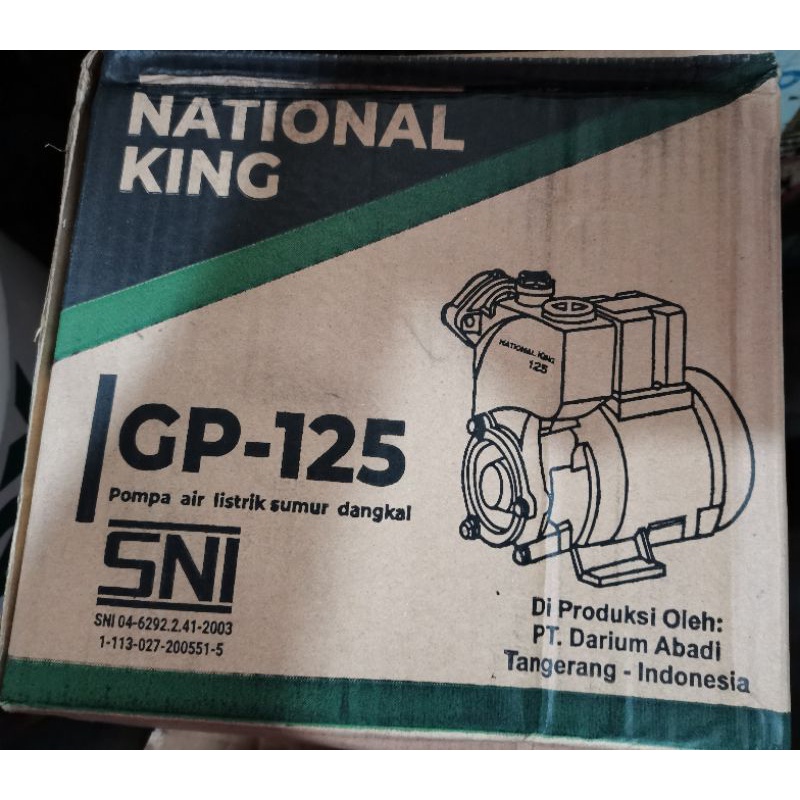 NATIONAL
KING
NATIONAL KING
125
GP-125
Pompa air listrik sumur dangkal
SNI
SNI 04-6292.2.41-2003
1-113-027-200551-5
Di Produksi Oleh:
PT. Darium Abadi
Tangerang - Indonesia